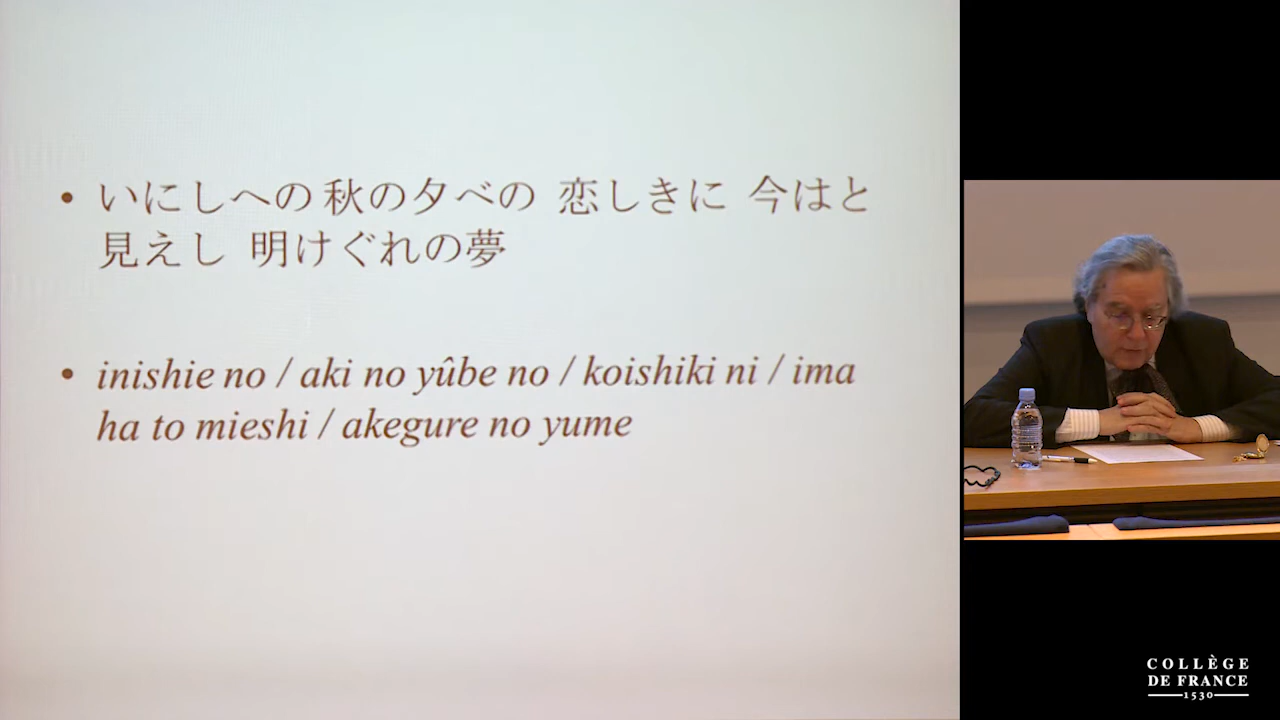 • いにしへの 秋の夕べの 恋しきに 今はと
見えし 明けぐれの夢
• inishie no / aki no yûbe no / koishiki ni / ima
ha to mieshi / akegure no yume
COLLÈGE
DE FRANCE
1530